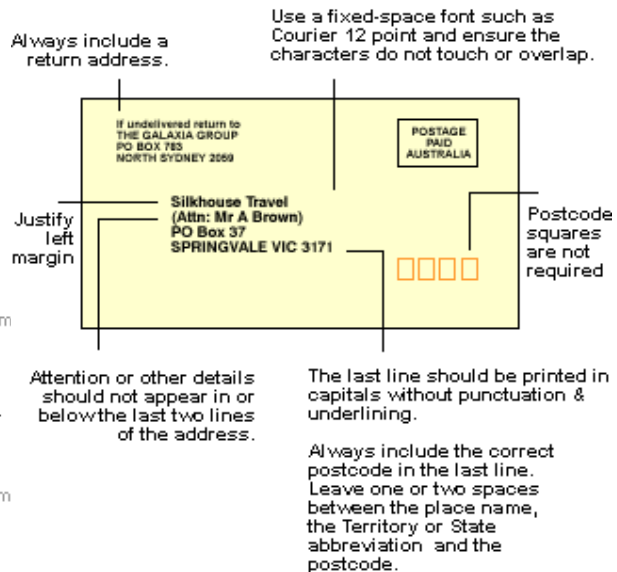 Always include a
return address.
Use a fixed-space font such as
Courier 12 point and ensure the
characters do not touch or overlap.
If undelivered return to
THE GALAXIA GROUP
PO BOX 783
NORTH SYDNEY 2059
POSTAGE
PAID
AUSTRALIA
Justify
left
margin
Silkhouse Travel
(Attn: Mr A Brown)
PO Box 37
SPRINGVALE VIC 3171
Postcode
squares
are not
required
m
Attention or other details
should not appear in or
below the last two lines
of the address.
The last line should be printed in
capitals without punctuation &
underlining.
Always include the correct
postcode in the last line.
Leave one or two spaces
between the place name,
the Territory or State
abbreviation and the
postcode.
m